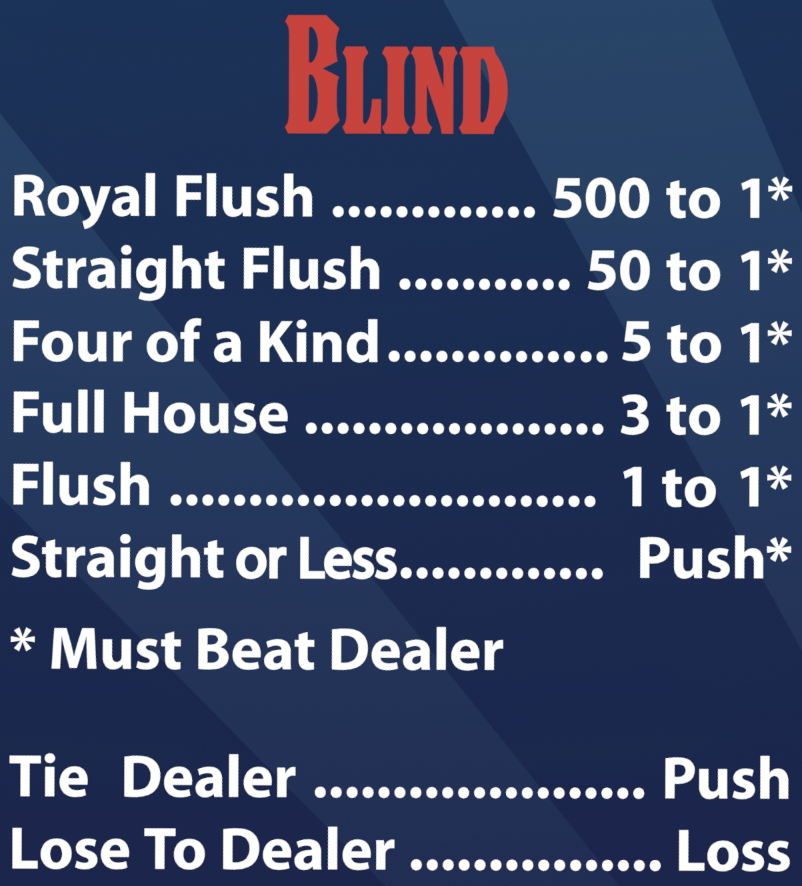 BLIND
Royal Flush ............. 500 to 1*
Straight Flush ........... 50 to 1*
Four of a Kind.............. 5 to 1*
Full House ................... 3 to 1*
Flush ........................... 1 to 1*
Straight or Less............. Push*
* Must Beat Dealer
Tie Dealer ..................... Push
Lose To Dealer ................ Loss